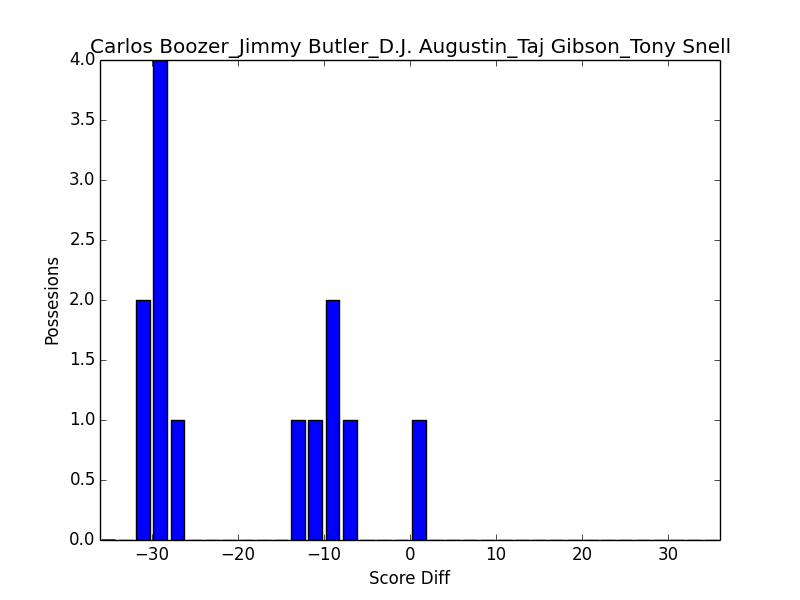 Carlos Boozer_Jimmy Butler_D.J. Augustin_Taj Gibson_Tony Snell
4.0
3.5
3.0
2.5
2.0
1.5
1.0
0.5
0.0
Possesions
−30 −20 −10 0 10 20 30
Score Diff